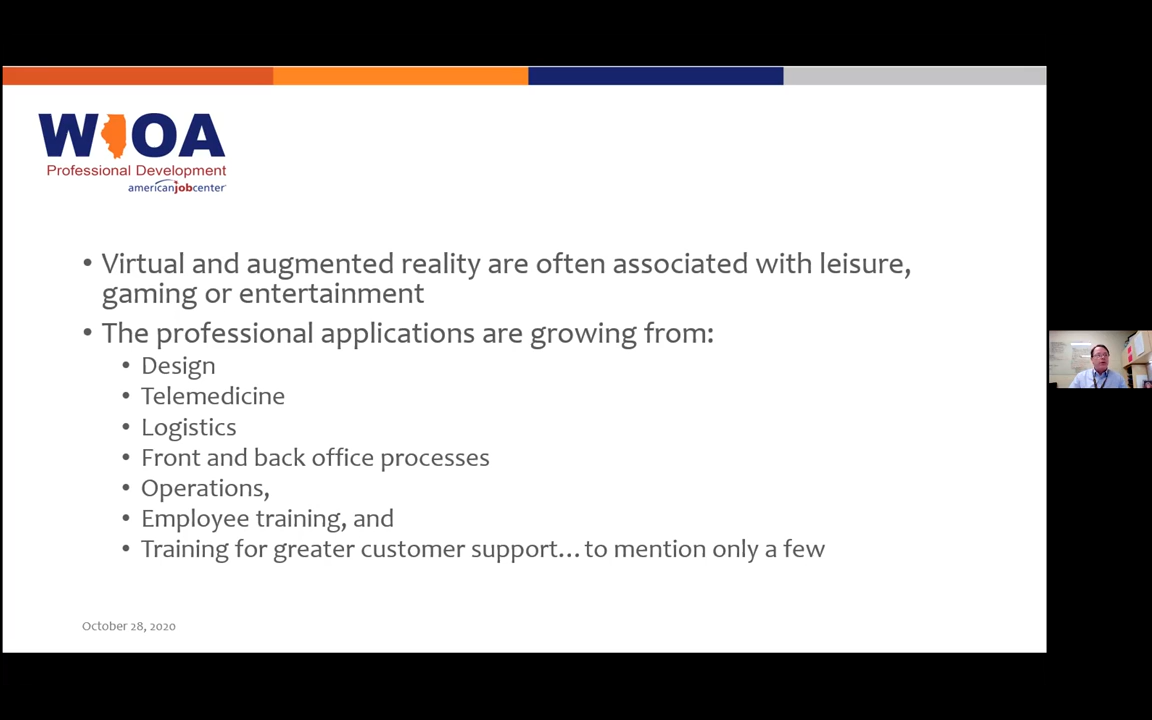 WIOA
Professional Development
americanjobcenter
• Virtual and augmented reality are often associated with leisure,
gaming or entertainment
• The professional applications are growing from:
• Design
• Telemedicine
• Logistics
• Front and back office processes
• Operations,
• Employee training, and
• Training for greater customer support…to mention only a few
October 28, 2020